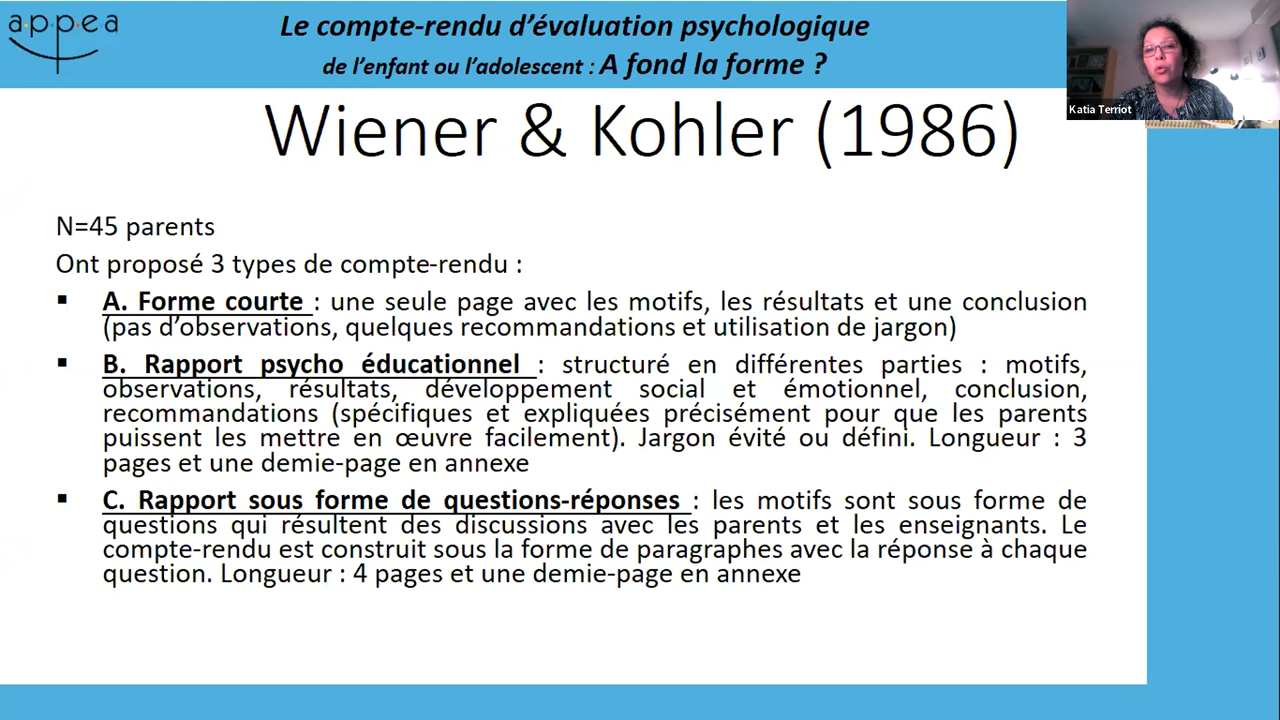 appea
Le compte-rendu d’évaluation psychologique
de l’enfant ou l’adolescent : A fond la forme ?
Katia Terriot
Wiener & Kohler (1986)
N=45 parents
Ont proposé 3 types de compte-rendu :
▪ A. Forme courte : une seule page avec les motifs, les résultats et une conclusion
(pas d’observations, quelques recommandations et utilisation de jargon)
▪ B. Rapport psycho éducationnel : structuré en différentes parties : motifs,
observations, résultats, développement social et émotionnel, conclusion,
recommandations (spécifiques et expliquées précisément pour que les parents
puissent les mettre en œuvre facilement). Jargon évité ou défini. Longueur : 3
pages et une demie-page en annexe
▪ C. Rapport sous forme de questions-réponses : les motifs sont sous forme de
questions qui résultent des discussions avec les parents et les enseignants. Le
compte-rendu est construit sous la forme de paragraphes avec la réponse à chaque
question. Longueur : 4 pages et une demie-page en annexe